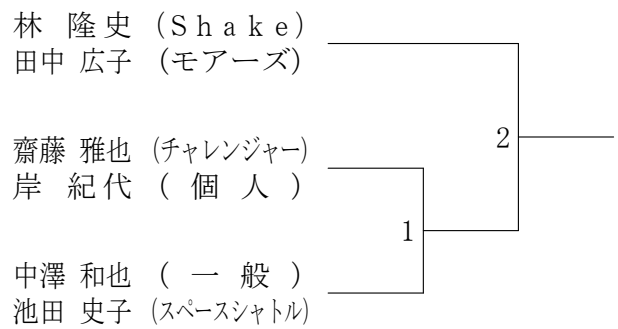 林 隆史 (Shake)
田中 広子 (モアーズ)
2
齋藤 雅也 (チャレンジャー)
岸 紀代 (個人)
1
中澤 和也 (一般)
池田 史子 (スペースシャトル)